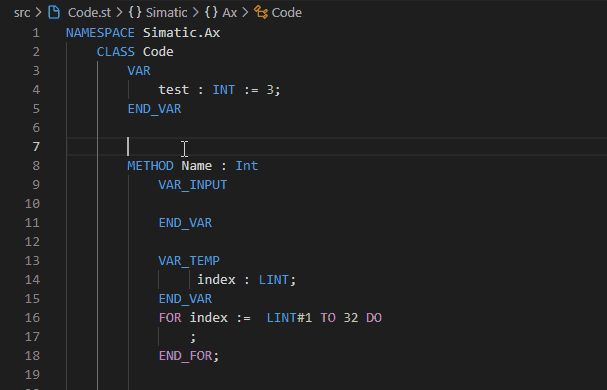 src > Code.st > {} Simatic > {} Ax > Code
1 NAMESPACE Simatic.Ax
2 CLASS Code
3 VAR
4 test : INT := 3;
5 END_VAR
6
7
8 METHOD Name : Int
9 VAR_INPUT
10
11 END_VAR
12
13 VAR_TEMP
14 index : LINT;
15 END_VAR
16 FOR index :=  LINT#1 TO 32 DO
17 ;
18 END_FOR;
19